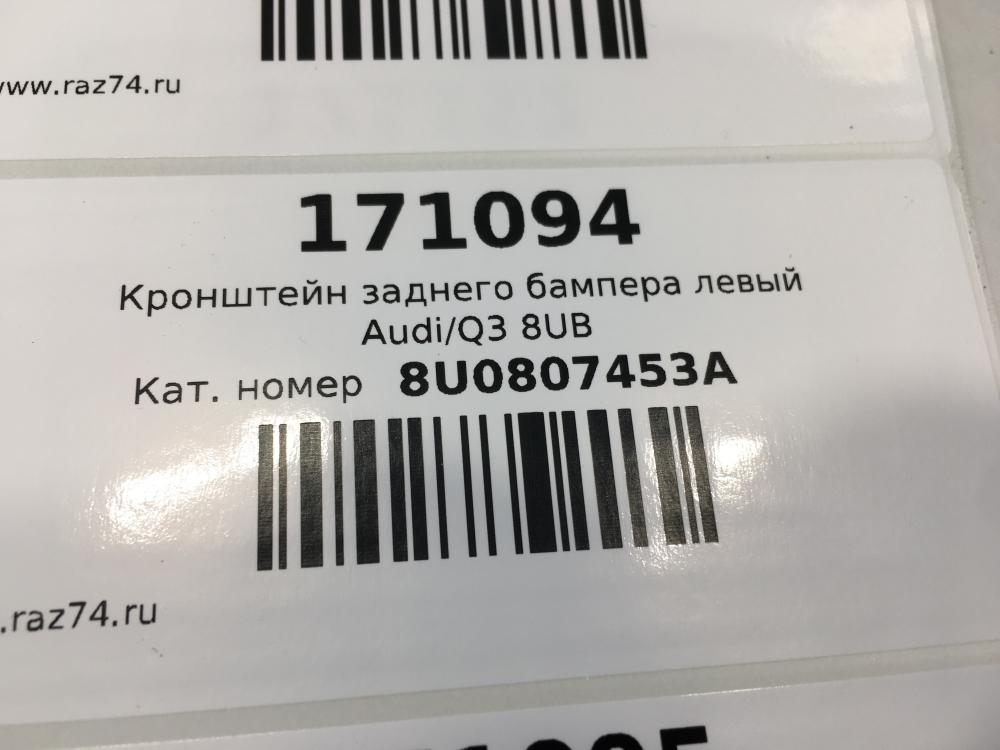 www.raz74.ru
171094
Кронштейн заднего бампера левый
Audi/Q3 8UB
Кат. номер 8U0807453A
.raz74.ru